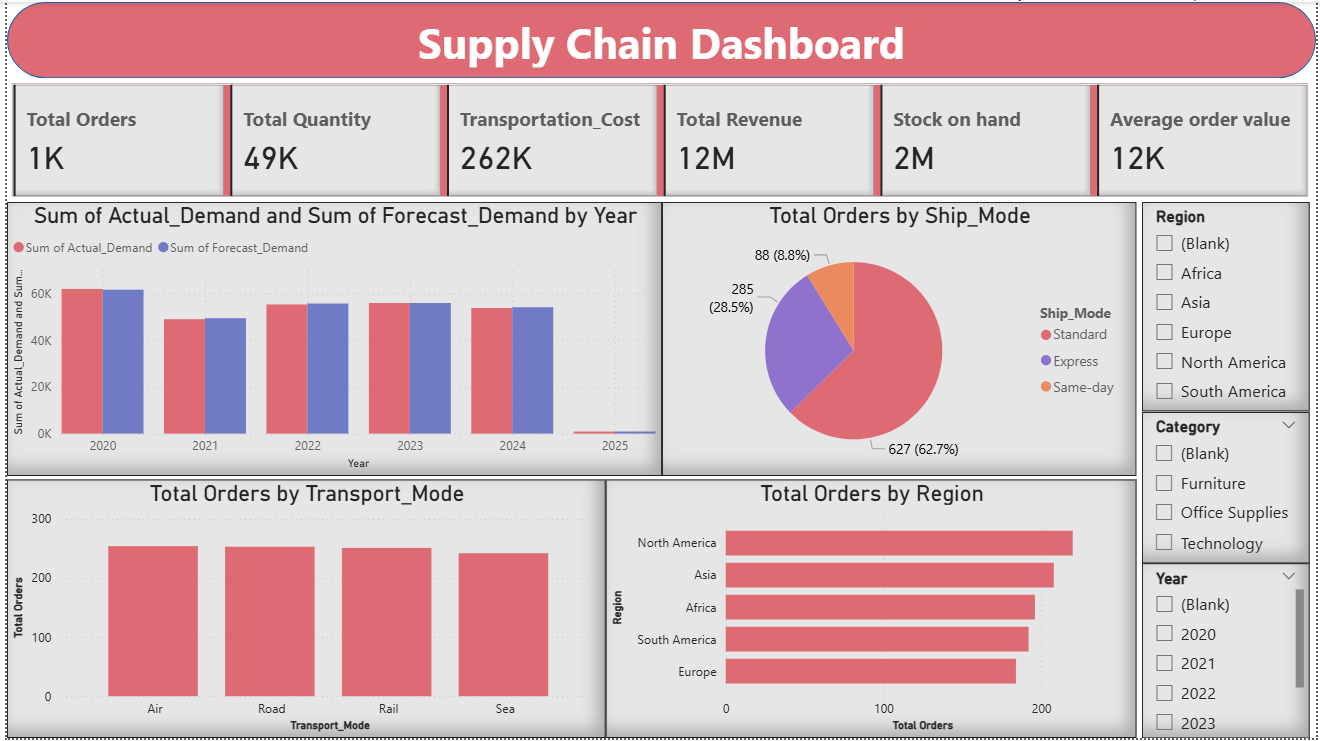 Supply Chain Dashboard
Total Orders
1K
Total Quantity
49K
Transportation_Cost
262K
Total Revenue
12M
Stock on hand
2M
Average order value
12K
Sum of Actual_Demand and Sum of Forecast_Demand by Year
Sum of Actual_Demand
Sum of Forecast_Demand
Sum of Actual_Demand and Sum...
60K
40K
20K
0K
2020
2021
2022
2023
2024
2025
Year
Total Orders by Ship_Mode
88 (8.8%)
285
(28.5%)
627 (62.7%)
Ship_Mode
Standard
Express
Same-day
Region
(Blank)
Africa
Asia
Europe
North America
South America
Category
(Blank)
Furniture
Office Supplies
Technology
Year
(Blank)
2020
2021
2022
2023
Total Orders by Transport_Mode
Total Orders
300
200
100
0
Air
Road
Rail
Sea
Transport_Mode
Total Orders by Region
Region
North America
Asia
Africa
South America
Europe
0
100
200
Total Orders